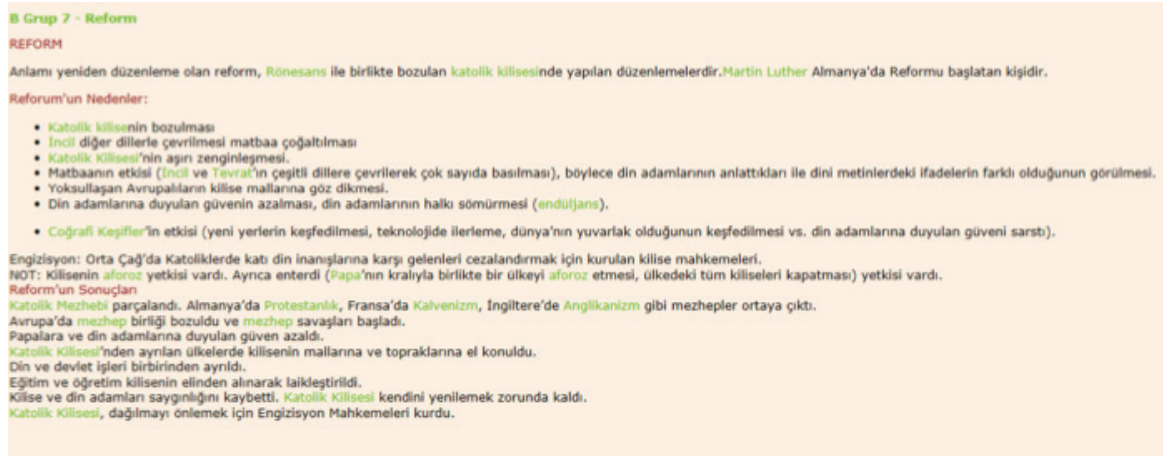 B Grup 7 - Reform
REFORM
Anlamı yeniden düzenleme olan reform, Rönesans ile birlikte bozulan katolik kilisesinde yapılan düzenlemelerdir.Martin Luther Almanya'da Reformu başlatan kişidir.
Reforum'un Nedenler:
• Katolik kilisenin bozulması
• İncil diğer dillerle çevrilmesi matbaa çoğaltılması
• Katolik Kilisesi'nin aşırı zenginleşmesi.
• Matbaanın etkisi (İncil ve Tevrat'ın çeşitli dillere çevrilerek çok sayıda basılması), böylece din adamlarının anlattıkları ile dini metinlerdeki ifadelerin farklı olduğunun görülmesi.
• Yoksullaşan Avrupalıların kilise mallarına göz dikmesi.
• Din adamlarına duyulan güvenin azalması, din adamlarının halkı sömürmesi (endüljans).
• Coğrafi Keşifler'in etkisi (yeni yerlerin keşfedilmesi, teknolojide ilerleme, dünya'nın yuvarlak olduğunun keşfedilmesi vs. din adamlarına duyulan güveni sarstı).
Engizisyon: Orta Çağ'da Katoliklerde katı din inanışlarına karşı gelenleri cezalandırmak için kurulan kilise mahkemeleri.
NOT: Kilisenin aforoz yetkisi vardı. Ayrıca enterdi (Papa'nın kralıyla birlikte bir ülkeyi aforoz etmesi, ülkedeki tüm kiliseleri kapatması) yetkisi vardı.
Reform'un Sonuçları
Katolik Mezhebi parçalandı. Almanya'da Protestanlık, Fransa'da Kalvenizm, İngiltere'de Anglikanizm gibi mezhepler ortaya çıktı.
Avrupa'da mezhep birliği bozuldu ve mezhep savaşları başladı.
Papalara ve din adamlarına duyulan güven azaldı.
Katolik Kilisesi'nden ayrılan ülkelerde kilisenin mallarına ve topraklarına el konuldu.
Din ve devlet işleri birbirinden ayrıldı.
Eğitim ve öğretim kilisenin elinden alınarak laikleştirildi.
Kilise ve din adamları saygınlığını kaybetti. Katolik Kilisesi kendini yenilemek zorunda kaldı.
Katolik Kilisesi, dağılmayı önlemek için Engizisyon Mahkemeleri kurdu.